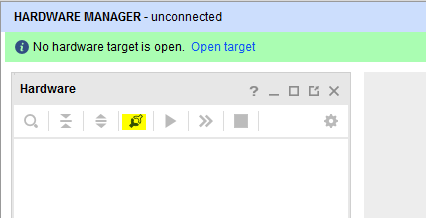 HARDWARE MANAGER - unconnected
No hardware target is open. Open target
Hardware